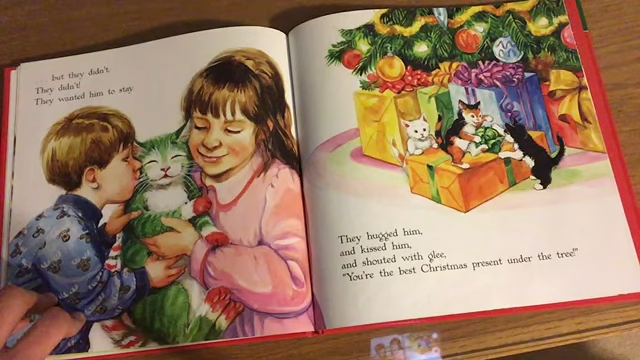 but they didn't.
They didn't!
They wanted him to stay
They hugged him,
and kissed him,
and shouted with glee,
"You're the best Christmas present under the tree!"